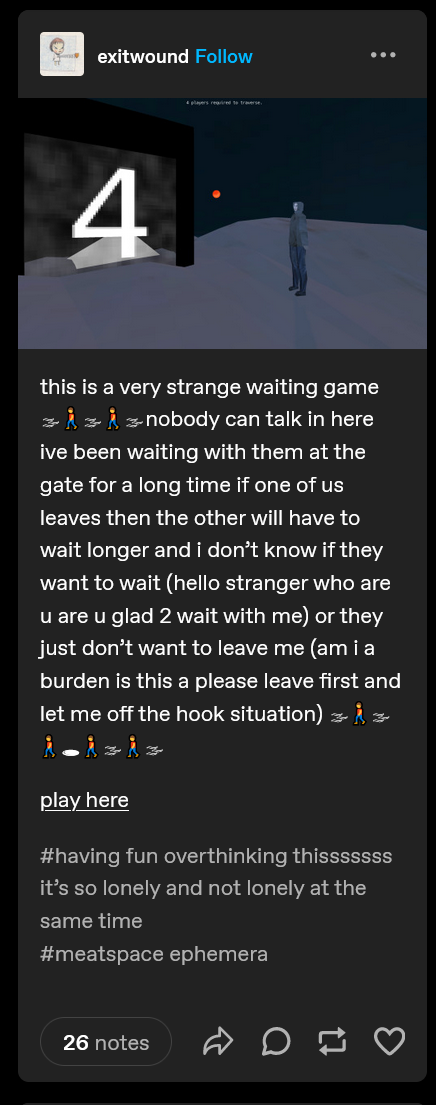 exitwound Follow
4 players required to traverse.
4
this is a very strange waiting game
💨🚶💨🚶💨nobody can talk in here
ive been waiting with them at the
gate for a long time if one of us
leaves then the other will have to
wait longer and i don’t know if they
want to wait (hello stranger who are
u are u glad 2 wait with me) or they
just don’t want to leave me (am i a
burden is this a please leave first and
let me off the hook situation) 💨🚶💨
🚶🕳️🚶💨🚶💨
play here
#having fun overthinking thisssssss
it’s so lonely and not lonely at the
same time
#meatspace ephemera
26 notes